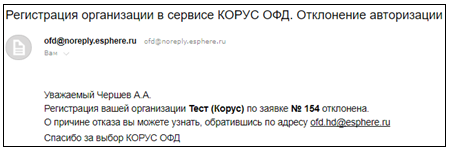 Регистрация организации в сервисе КОРУС ОФД. Отклонение авторизации
ofd@noreply.esphere.ru ofd@noreply.esphere.ru
Вам
Уважаемый Чершев А.А.
Регистрация вашей организации Тест (Корус) по заявке № 154 отклонена.
О причине отказа вы можете узнать, обратившись по адресу ofd.hd@esphere.ru
Спасибо за выбор КОРУС ОФД